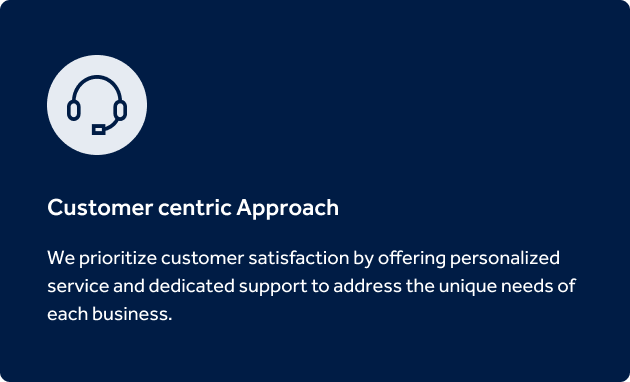 Customer centric Approach
We prioritize customer satisfaction by offering personalized
service and dedicated support to address the unique needs of
each business.